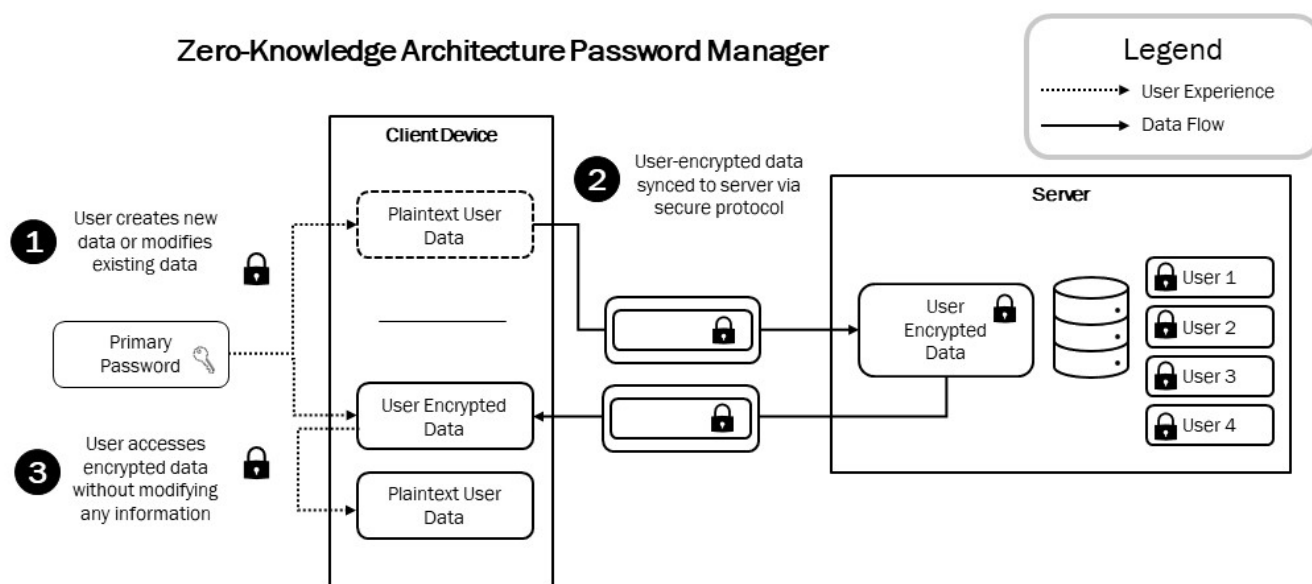 Zero-Knowledge Architecture Password Manager
Legend
User Experience
Data Flow
Client Device
1
User creates new
data or modifies
existing data
Plaintext User
Data
2
User-encrypted data
synced to server via
secure protocol
Server
Primary
Password
User
Encrypted
Data
User 1
User 2
User 3
User 4
3
User accesses
encrypted data
without modifying
any information
User Encrypted
Data
Plaintext User
Data